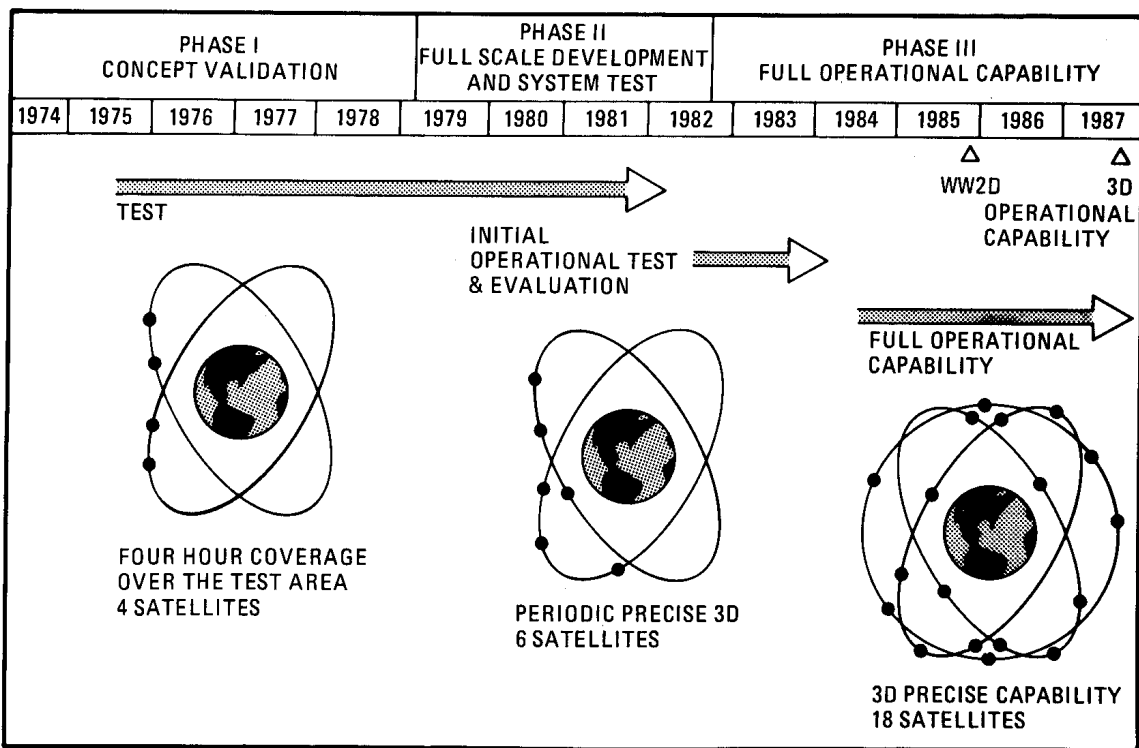 PHASE I
CONCEPT VALIDATION
PHASE II
FULL SCALE DEVELOPMENT
AND SYSTEM TEST
PHASE III
FULL OPERATIONAL CAPABILITY
1974 1975 1976 1977 1978 1979 1980 1981 1982 1983 1984 1985 1986 1987
WW2D
3D
OPERATIONAL
CAPABILITY
TEST
INITIAL
OPERATIONAL TEST
& EVALUATION
FULL OPERATIONAL
CAPABILITY
FOUR HOUR COVERAGE
OVER THE TEST AREA
4 SATELLITES
PERIODIC PRECISE 3D
6 SATELLITES
3D PRECISE CAPABILITY
18 SATELLITES